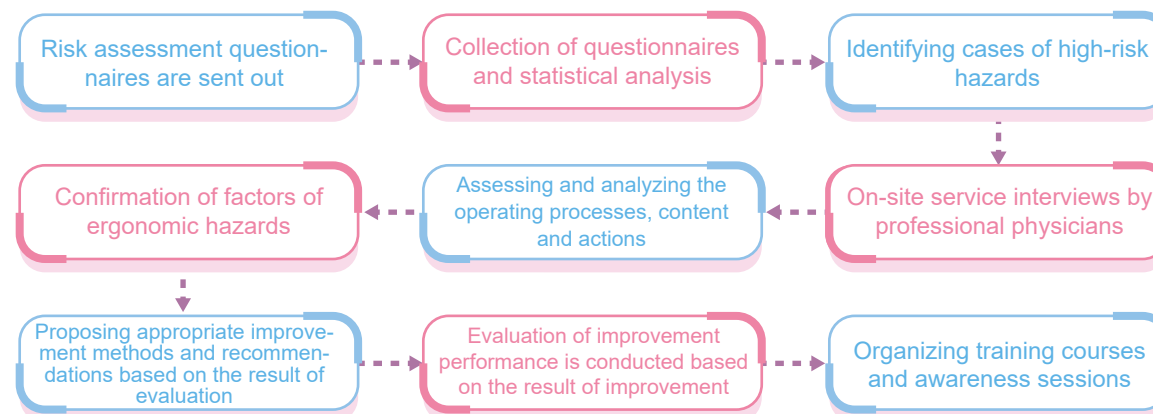 Risk assessment question-
naires are sent out
Collection of questionnaires
and statistical analysis
Identifying cases of high-risk
hazards
On-site service interviews by
professional physicians
Assessing and analyzing the
operating processes, content
and actions
Confirmation of factors of
ergonomic hazards
Proposing appropriate improve-
ment methods and recommen-
dations based on the result of
evaluation
Evaluation of improvement
performance is conducted based
on the result of improvement
Organizing training courses
and awareness sessions